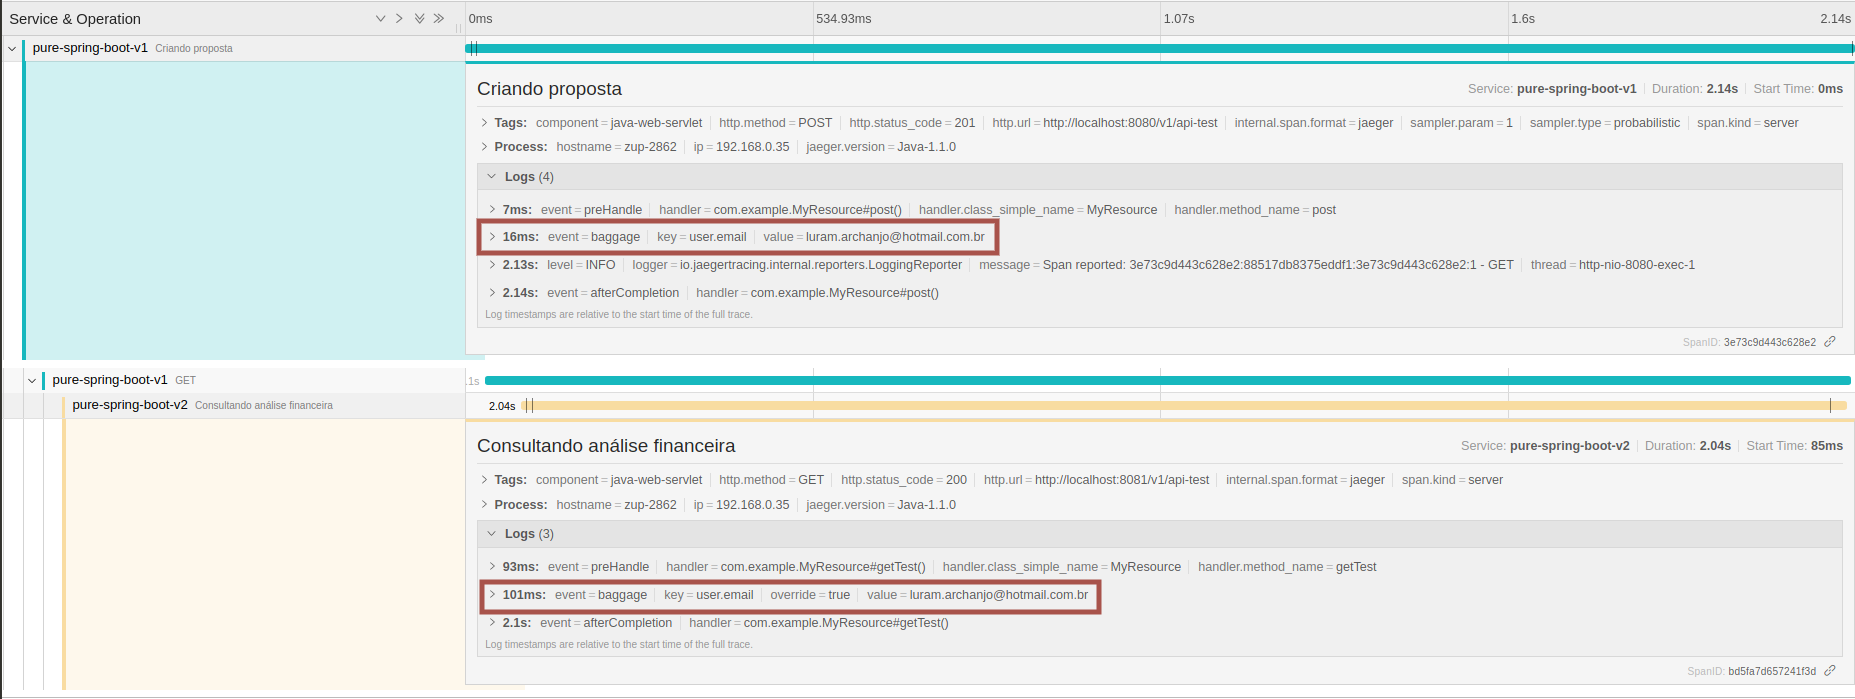 Service & Operation 0ms 534.93ms 1.07s 1.6s 2.14s
pure-spring-boot-v1 Criando proposta
Criando proposta Service: pure-spring-boot-v1 Duration: 2.14s Start Time: 0ms
Tags: component = java-web-servlet http.method = POST http.status_code = 201 http.url = http://localhost:8080/v1/api-test internal.span.format = jaeger sampler.param = 1 sampler.type = probabilistic span.kind = server
Process: hostname = zup-2862 ip = 192.168.0.35 jaeger.version = Java-1.1.0
Logs (4)
7ms: event = preHandle handler = com.example.MyResource#post() handler.class_simple_name = MyResource handler.method_name = post
16ms: event = baggage key = user.email value = luram.archanjo@hotmail.com.br
2.13s: level = INFO logger = io.jaegertracing.internal.reporters.LoggingReporter message = Span reported: 3e73c9d443c628e2:88517db8375eddf1:3e73c9d443c628e2:1 - GET thread = http-nio-8080-exec-1
2.14s: event = afterCompletion handler = com.example.MyResource#post()
Log timestamps are relative to the start time of the full trace.
SpanID: 3e73c9d443c628e2
pure-spring-boot-v1 GET .1s
pure-spring-boot-v2 Consultando análise financeira 2.04s
Consultando análise financeira Service: pure-spring-boot-v2 Duration: 2.04s Start Time: 85ms
Tags: component = java-web-servlet http.method = GET http.status_code = 200 http.url = http://localhost:8081/v1/api-test internal.span.format = jaeger span.kind = server
Process: hostname = zup-2862 ip = 192.168.0.35 jaeger.version = Java-1.1.0
Logs (3)
93ms: event = preHandle handler = com.example.MyResource#getTest() handler.class_simple_name = MyResource handler.method_name = getTest
101ms: event = baggage key = user.email override = true value = luram.archanjo@hotmail.com.br
2.1s: event = afterCompletion handler = com.example.MyResource#getTest()
Log timestamps are relative to the start time of the full trace.
SpanID: bd5fa7d657241f3d